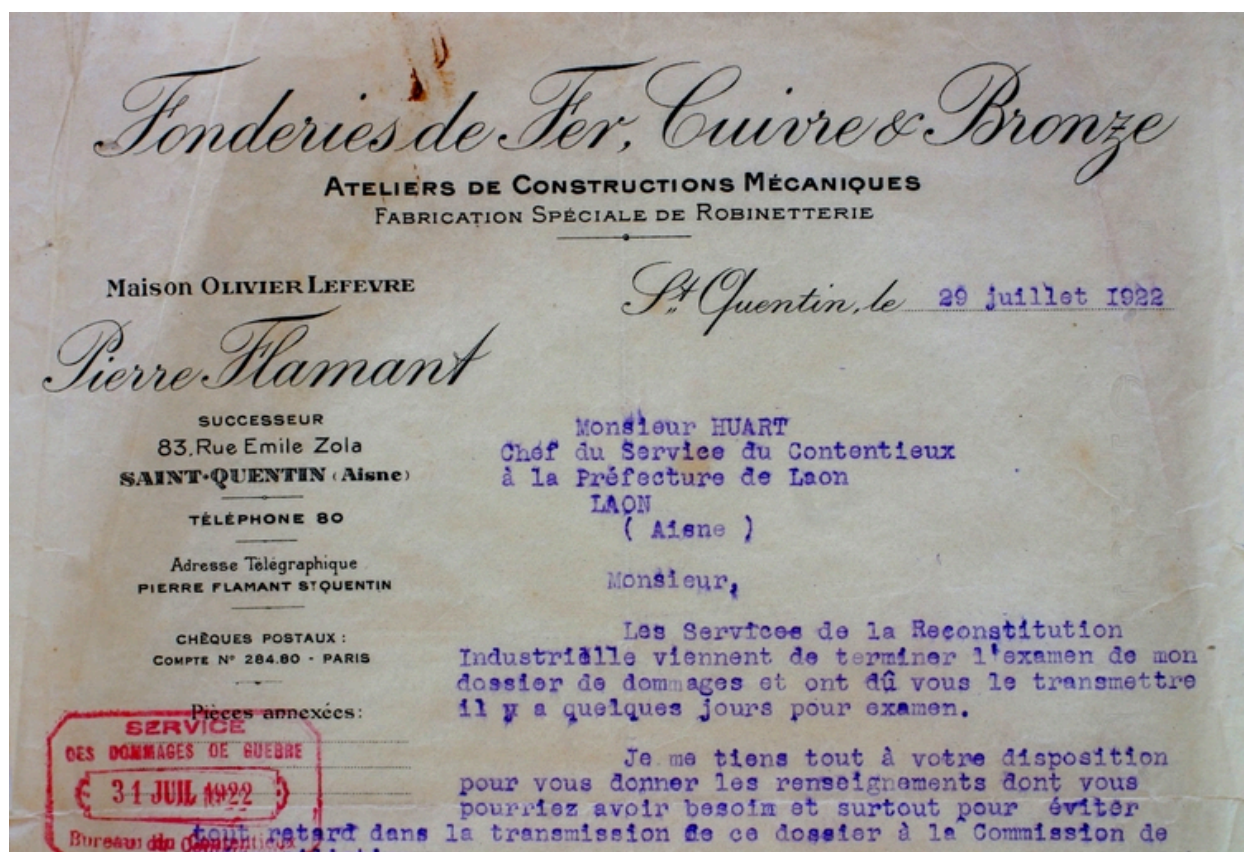 Fonderies de Fer, Cuivre & Bronze
ATELIERS DE CONSTRUCTIONS MÉCANIQUES
FABRICATION SPÉCIALE DE ROBINETTERIE
Maison OLIVIER LEFEVRE
St Quentin, le 29 juillet 1922
Pierre Flamant
SUCCESSEUR
83, Rue Emile Zola
SAINT-QUENTIN (Aisne)
TÉLÉPHONE 80
Adresse Télégraphique
PIERRE FLAMANT ST QUENTIN
CHÈQUES POSTAUX :
COMPTE N° 284.80 - PARIS
Pièces annexées :
Monsieur HUART
Chef du Service du Contentieux
à la Préfecture de Laon
LAON
( Aisne )
Monsieur,
Les Services de la Reconstitution
Industrielle viennent de terminer l'examen de mon
dossier de dommages et ont dû vous le transmettre
il y a quelques jours pour examen.
Je me tiens tout à votre disposition
pour vous donner les renseignements dont vous
pourriez avoir besoin et surtout pour éviter
tout retard dans la transmission de ce dossier à la Commission de
SERVICE
DES DOMMAGES DE GUERRE
31 JUIL 1922
Bureau du Contentieux